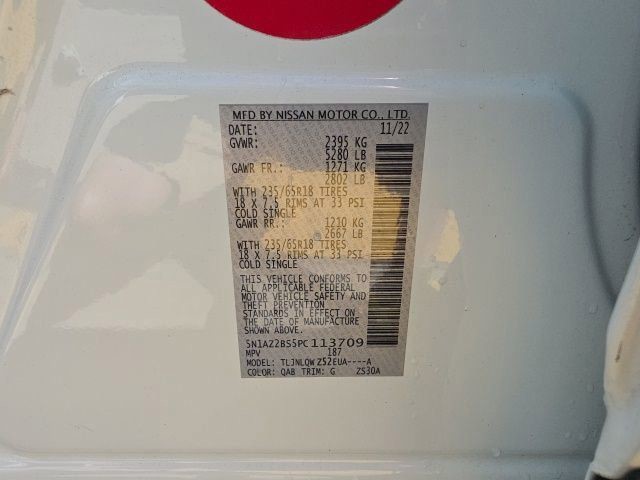 MFD BY NISSAN MOTOR CO., LTD.
DATE: 11/22
GVWR: 2395 KG
5280 LB
GAWR FR.: 1271 KG
2802 LB
WITH 235/65R18 TIRES
18 X 7.5 RIMS AT 33 PSI
COLD SINGLE
GAWR RR.: 1210 KG
2667 LB
WITH 235/65R18 TIRES
18 X 7.5 RIMS AT 33 PSI
COLD SINGLE
THIS VEHICLE CONFORMS TO
ALL APPLICABLE FEDERAL
MOTOR VEHICLE SAFETY AND
THEFT PREVENTION
STANDARDS IN EFFECT ON
THE DATE OF MANUFACTURE
SHOWN ABOVE.
5N1AZ2BS5PC113709
MPV 187
MODEL: TLJNLQWZ52EUA----A
COLOR: QAB TRIM: G ZS30A